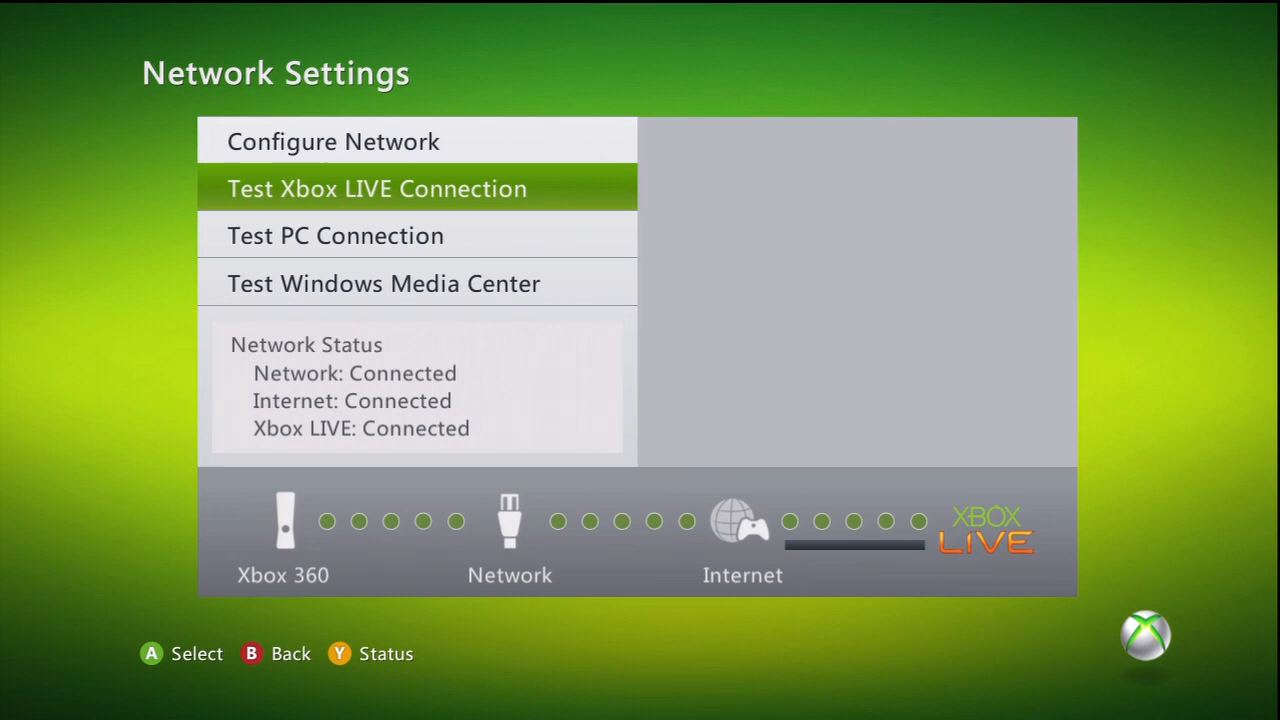 Network Settings
Configure Network
Test Xbox LIVE Connection
Test PC Connection
Test Windows Media Center
Network Status
Network: Connected
Internet: Connected
Xbox LIVE: Connected
XBOX
LIVE
Xbox 360
Network
Internet
A Select B Back Y Status